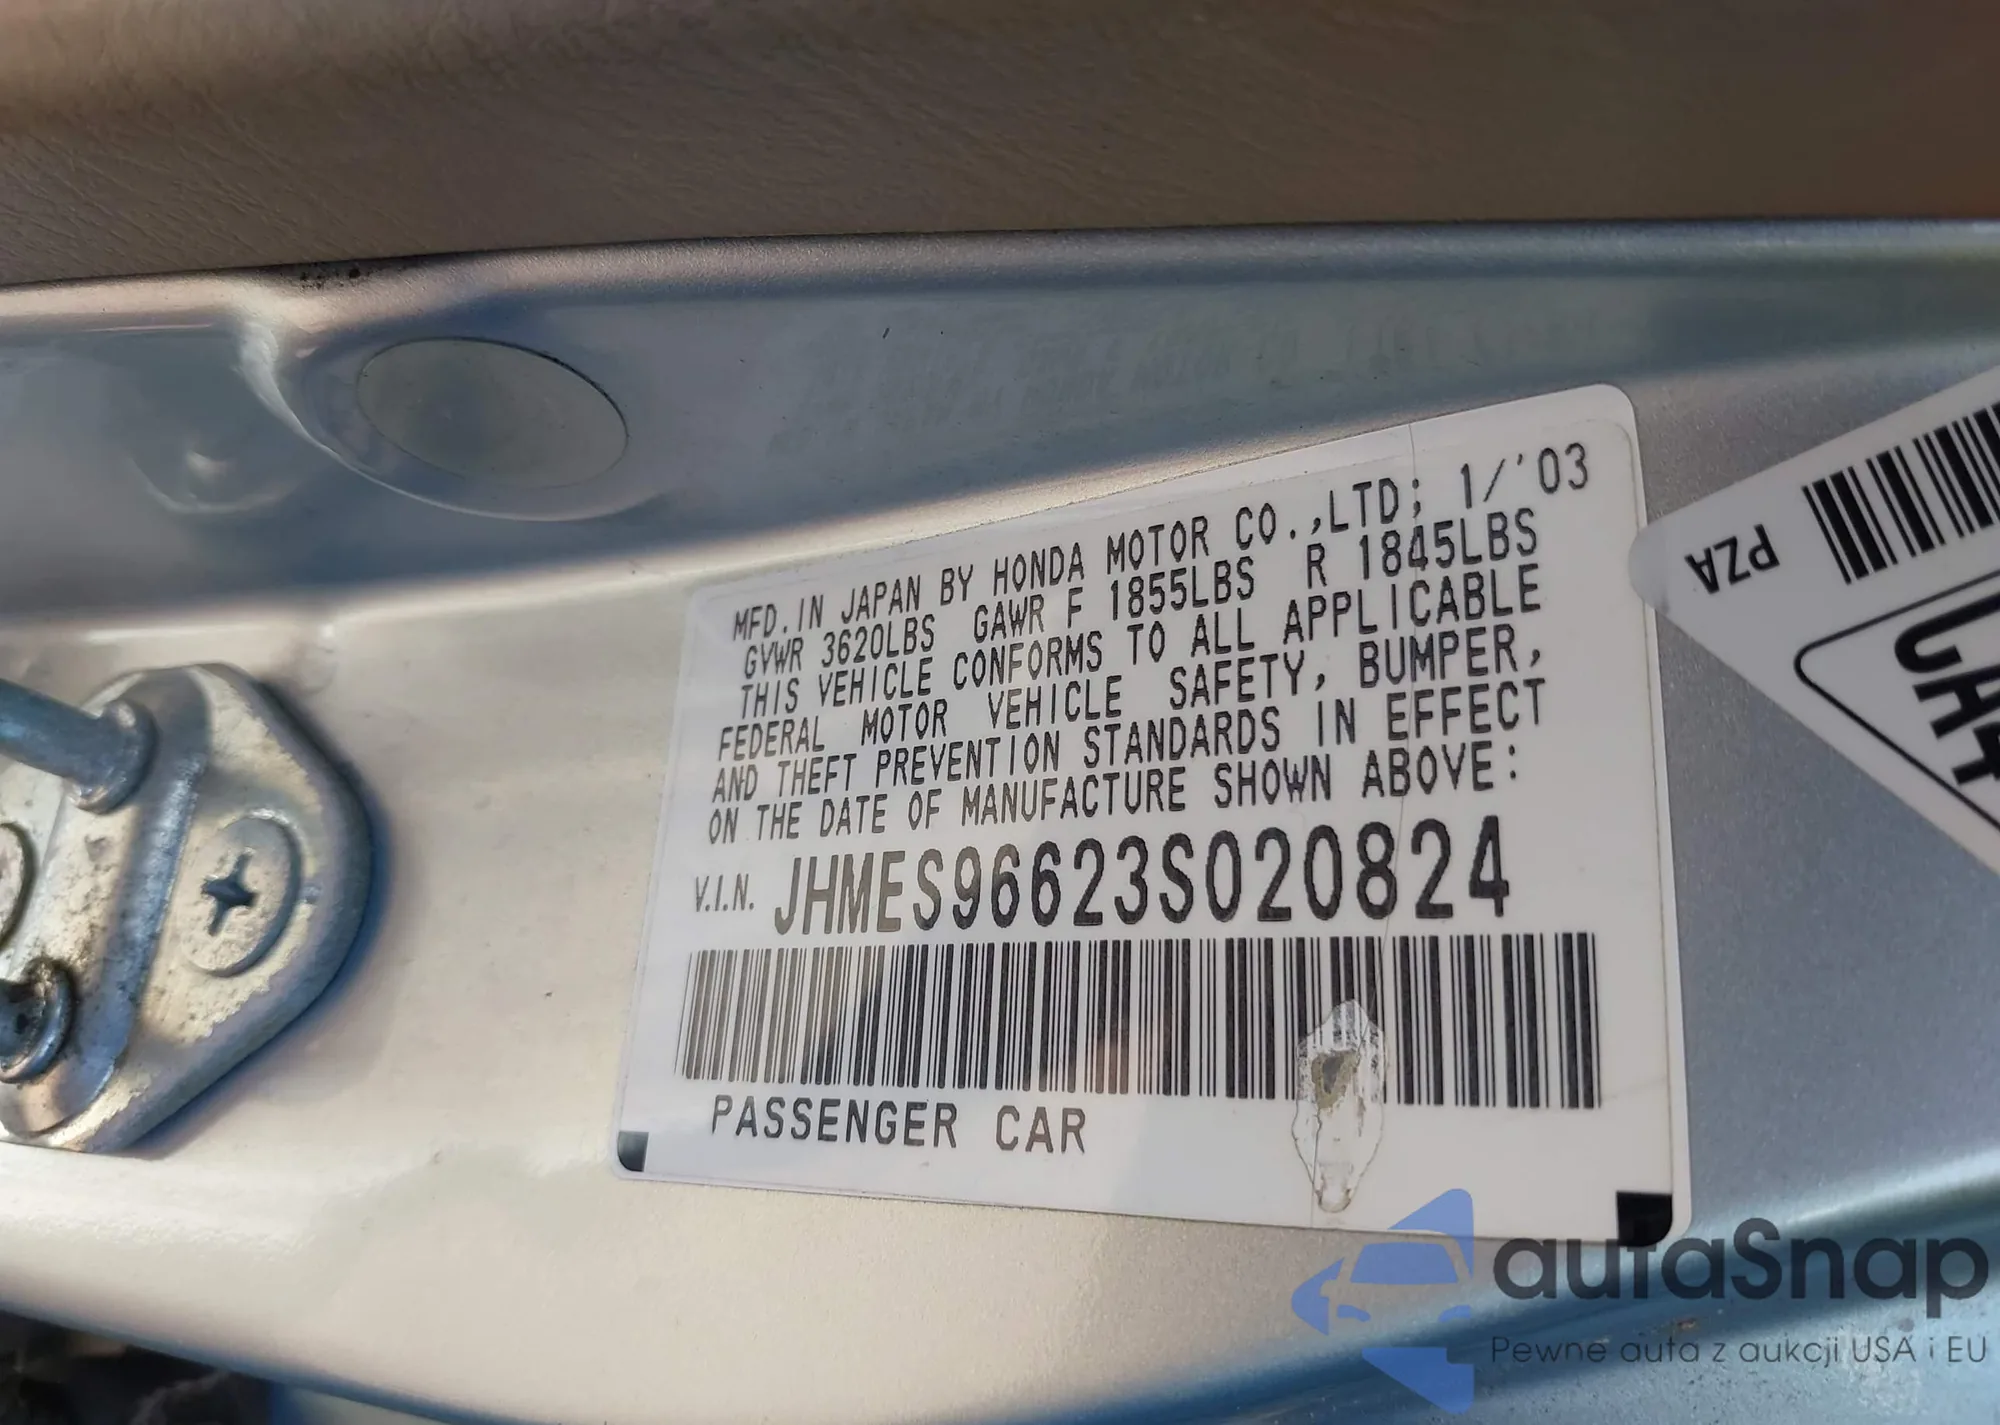 MFD. IN JAPAN BY HONDA MOTOR CO.,LTD; 1/'03
GVWR 3620LBS GAWR F 1855LBS R 1845LBS
THIS VEHICLE CONFORMS TO ALL APPLICABLE
FEDERAL MOTOR VEHICLE SAFETY, BUMPER,
AND THEFT PREVENTION STANDARDS IN EFFECT
ON THE DATE OF MANUFACTURE SHOWN ABOVE:
V.I.N. JHMES96623S020824
PASSENGER CAR
PZA
autaSnap
Pewne auta z aukcji USA i EU